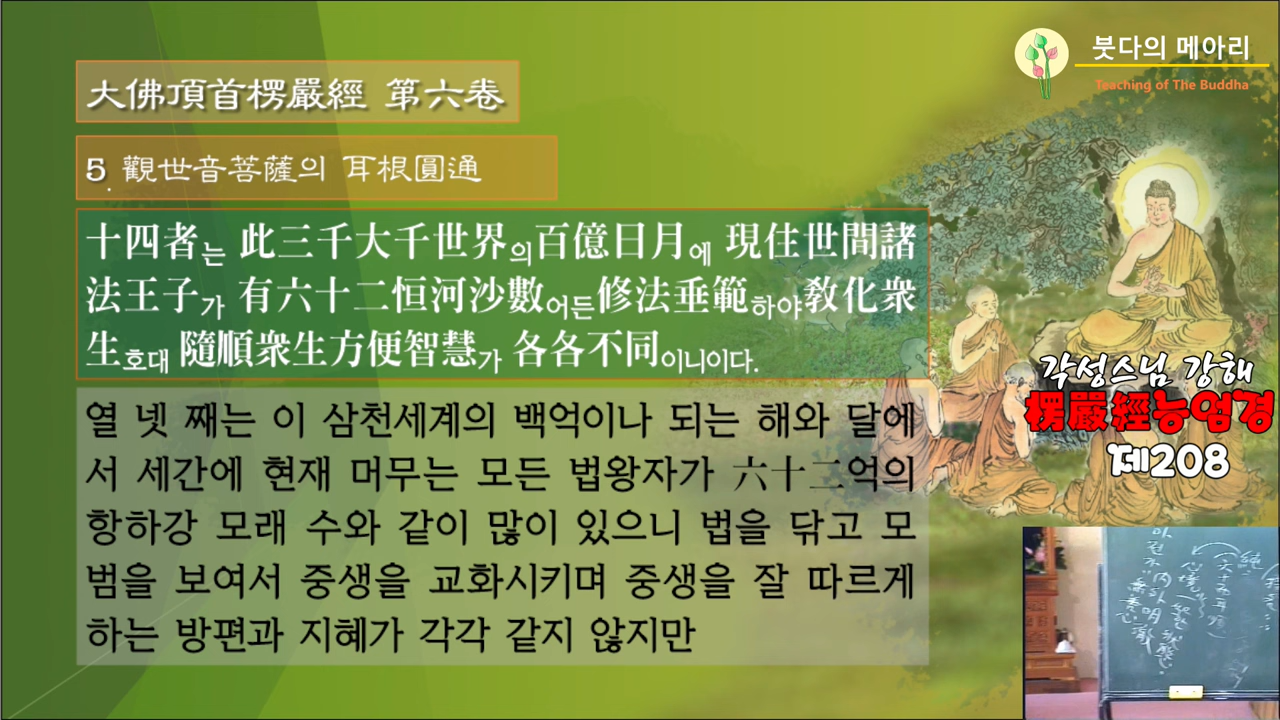 붓다의 메아리
Teaching of The Buddha
大佛頂首楞嚴經 第六卷
5. 觀世音菩薩의 耳根圓通
十四者는 此三千大千世界의百億日月에 現住世間諸
法王子가 有六十二恒河沙數어든修法垂範하야敎化衆
生호대 隨順衆生方便智慧가 各各不同이니이다.
열 넷 째는 이 삼천세계의 백억이나 되는 해와 달에
서 세간에 현재 머무는 모든 법왕자가 六十二억의
항하강 모래 수와 같이 많이 있으니 법을 닦고 모
범을 보여서 중생을 교화시키며 중생을 잘 따르게
하는 방편과 지혜가 각각 같지 않지만
각성스님 강해
楞嚴經능엄경
제208